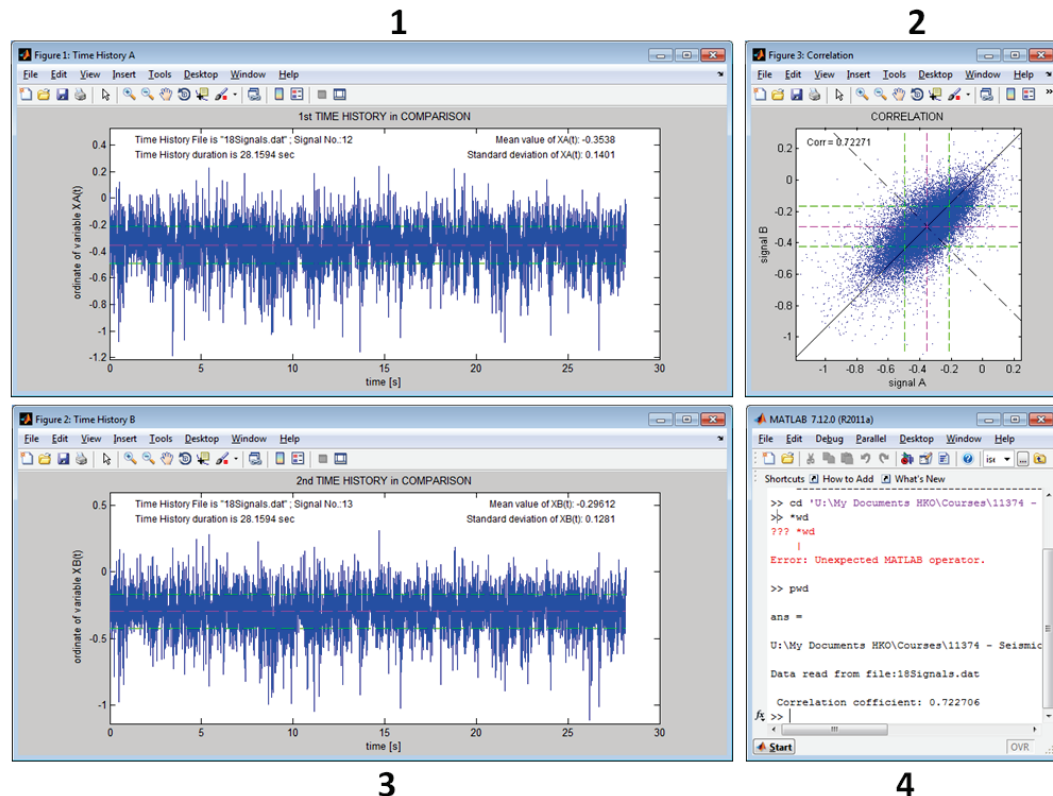 1
2
Figure 1: Time History A
File Edit View Insert Tools Desktop Window Help
1st TIME HISTORY in COMPARISON
Time History File is "18Signals.dat" ; Signal No.:12
Mean value of XA(t): -0.3538
Time History duration is 28.1594 sec
Standard deviation of XA(t): 0.1401
ordinate of variable XA(t)
0.4
0.2
0
-0.2
-0.4
-0.6
-0.8
-1
-1.2
0 5 10 15 20 25 30
time [s]
Figure 3: Correlation
File Edit View Insert Tools Desktop Window Help
CORRELATION
Corr = 0.72271
signal B
0.2
0
-0.2
-0.4
-0.6
-0.8
-1
-1 -0.8 -0.6 -0.4 -0.2 0 0.2
signal A
Figure 2: Time History B
File Edit View Insert Tools Desktop Window Help
2nd TIME HISTORY in COMPARISON
Time History File is "18Signals.dat" ; Signal No.:13
Mean value of XB(t): -0.29612
Time History duration is 28.1594 sec
Standard deviation of XB(t): 0.1281
ordinate of variable XB(t)
0.5
0
-0.5
-1
0 5 10 15 20 25 30
time [s]
MATLAB 7.12.0 (R2011a)
File Edit Debug Parallel Desktop Window Help
Shortcuts How to Add What's New
>> cd 'U:\My Documents HKO\Courses\11374 -
>> *wd
??? *wd
|
Error: Unexpected MATLAB operator.
>> pwd
ans =
U:\My Documents HKO\Courses\11374 - Seismic
Data read from file:18Signals.dat
Correlation cofficient: 0.722706
fx >>
Start
OVR
3
4